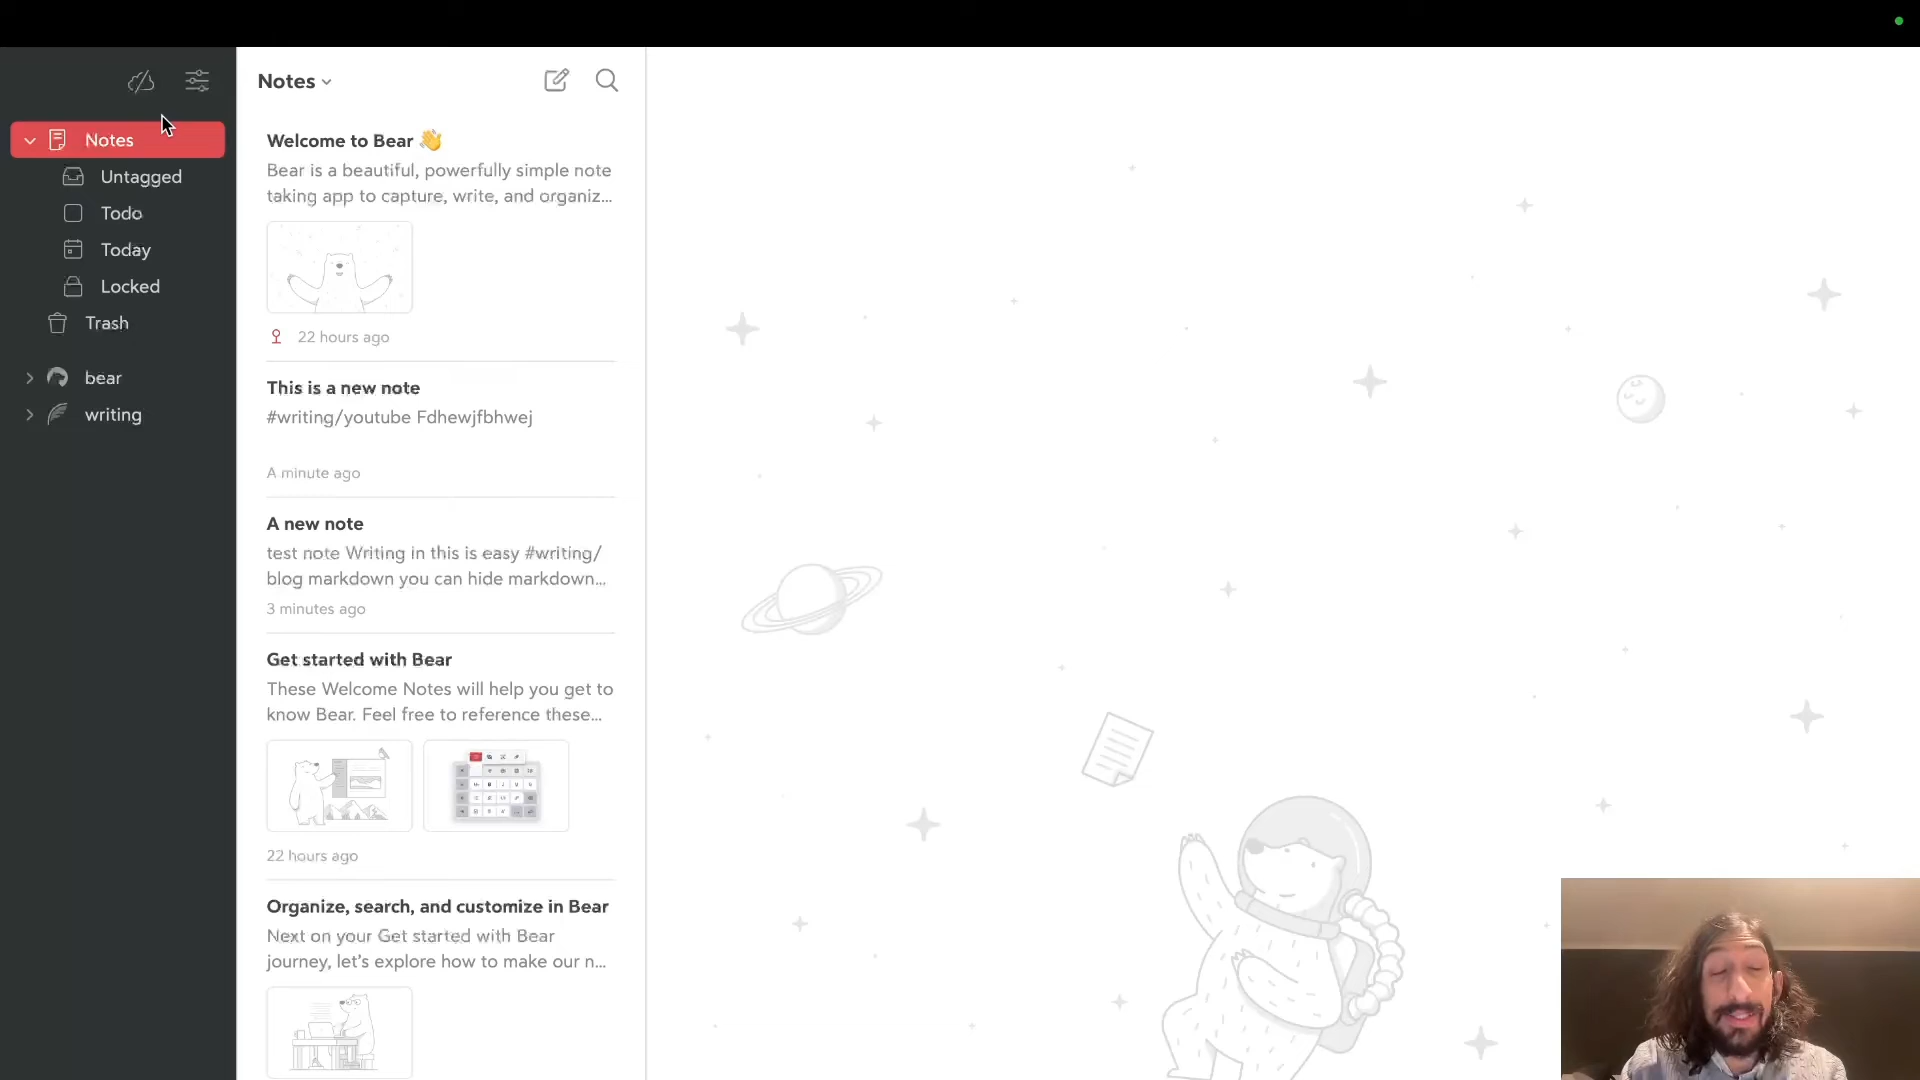 Notes
Untagged
Todo
Today
Locked
Trash
bear
writing
Notes
Welcome to Bear 👋
Bear is a beautiful, powerfully simple note
taking app to capture, write, and organiz...
22 hours ago
This is a new note
#writing/youtube Fdhewjfbhwej
A minute ago
A new note
test note Writing in this is easy #writing/
blog markdown you can hide markdown...
3 minutes ago
Get started with Bear
These Welcome Notes will help you get to
know Bear. Feel free to reference these...
22 hours ago
Organize, search, and customize in Bear
Next on your Get started with Bear
journey, let's explore how to make our n...